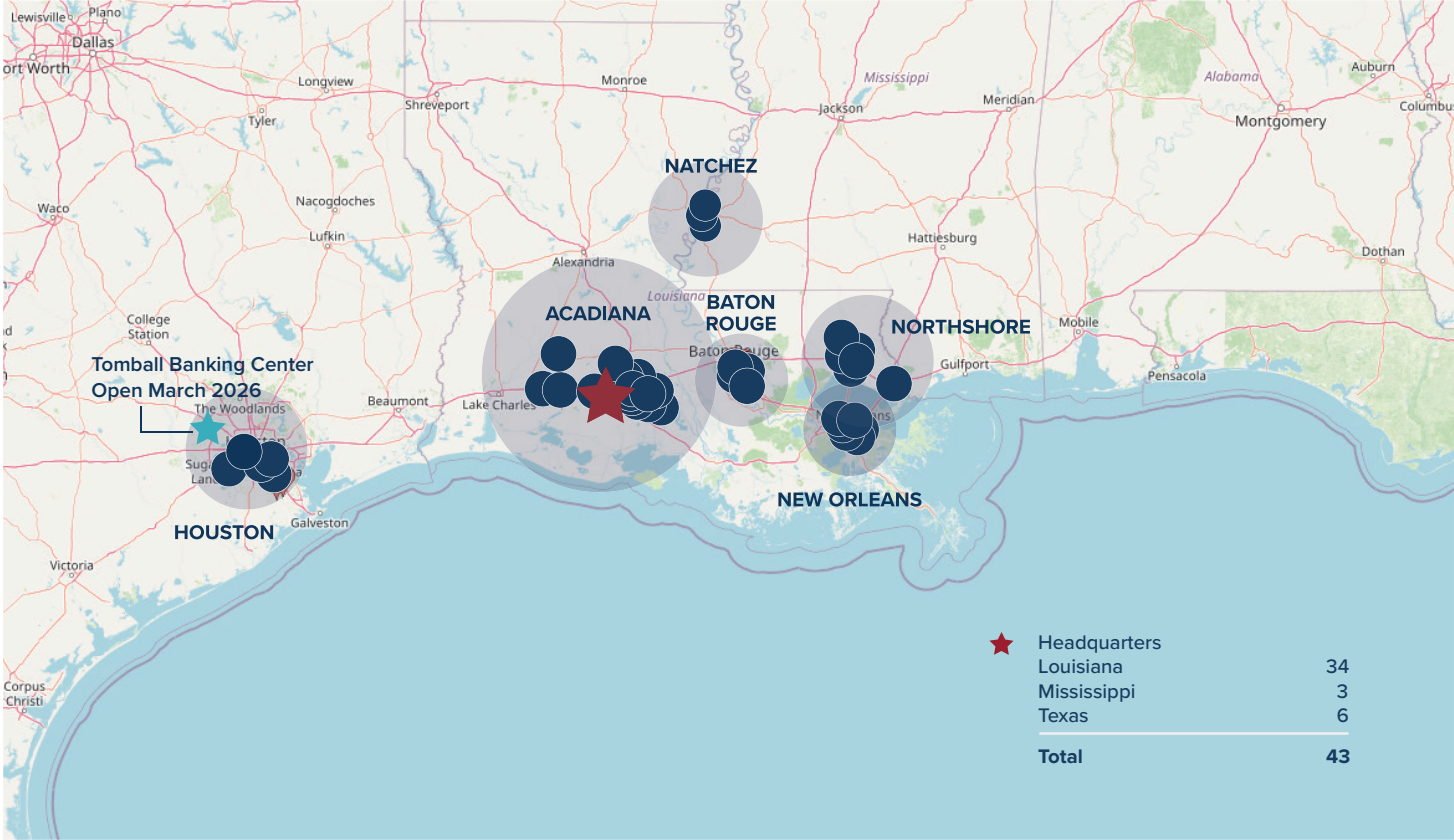 Lewisville
Plano
Dallas
ort Worth
Longview
Tyler
Shreveport
Monroe
Mississippi
Jackson
Meridian
Alabama
Auburn
Montgomery
Columbu
NATCHEZ
Waco
Nacogdoches
Lufkin
Alexandria
Hattiesburg
Dothan
Louisiana
ACADIANA
BATON
ROUGE
NORTHSHORE
College
Station
Mobile
Gulfport
Pensacola
Tomball Banking Center
Open March 2026
The Woodlands
Beaumont
Lake Charles
NEW ORLEANS
HOUSTON
Galveston
Victoria
Corpus
Christi
Headquarters
Louisiana 34
Mississippi 3
Texas 6
Total 43